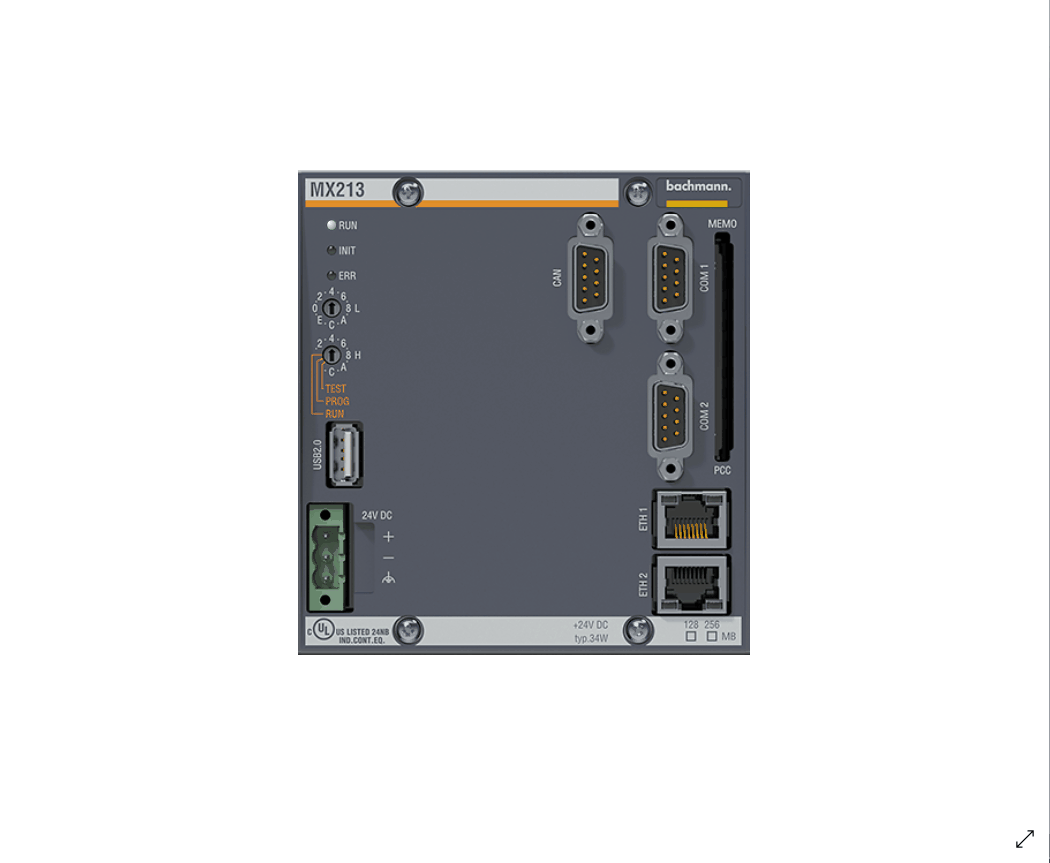 MX213
bachmann.
RUN
INIT
ERR
2 4 6
0 8 L
E C A
2 4 6
8 H
C A
TEST
PROG
RUN
USB2.0
24V DC
+
−
CAN
COM 1
COM 2
MEMO
PCC
ETH 1
ETH 2
C UL US LISTED 24NB
IND.CONT.EQ.
+24V DC
typ.34W
128 256
MB